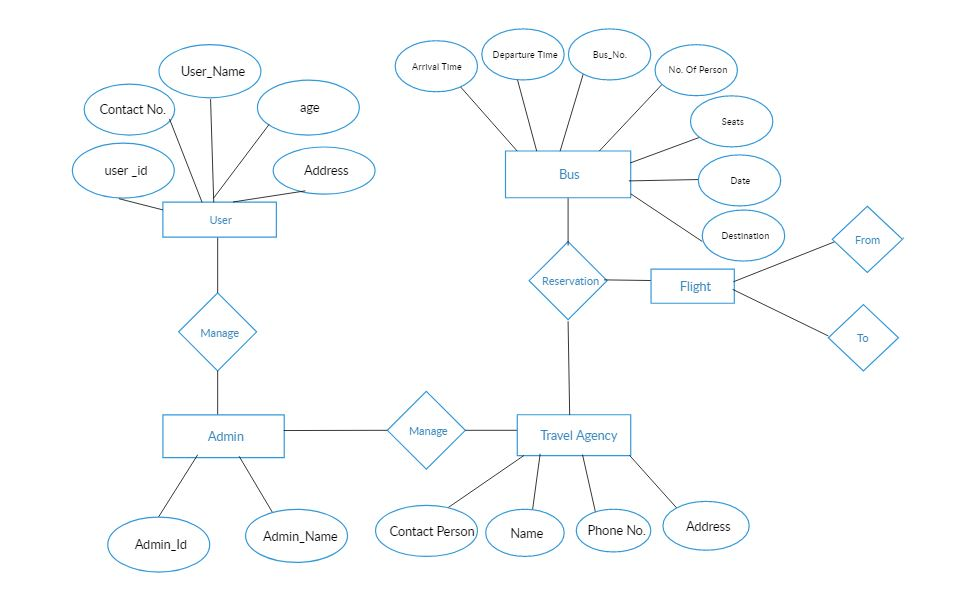 User_Name
Contact No.
age
user _id
Address
User
Manage
Admin
Admin_Id
Admin_Name
Manage
Arrival Time
Departure Time
Bus_No.
No. Of Person
Seats
Date
Destination
Bus
Reservation
Flight
From
To
Travel Agency
Contact Person
Name
Phone No.
Address